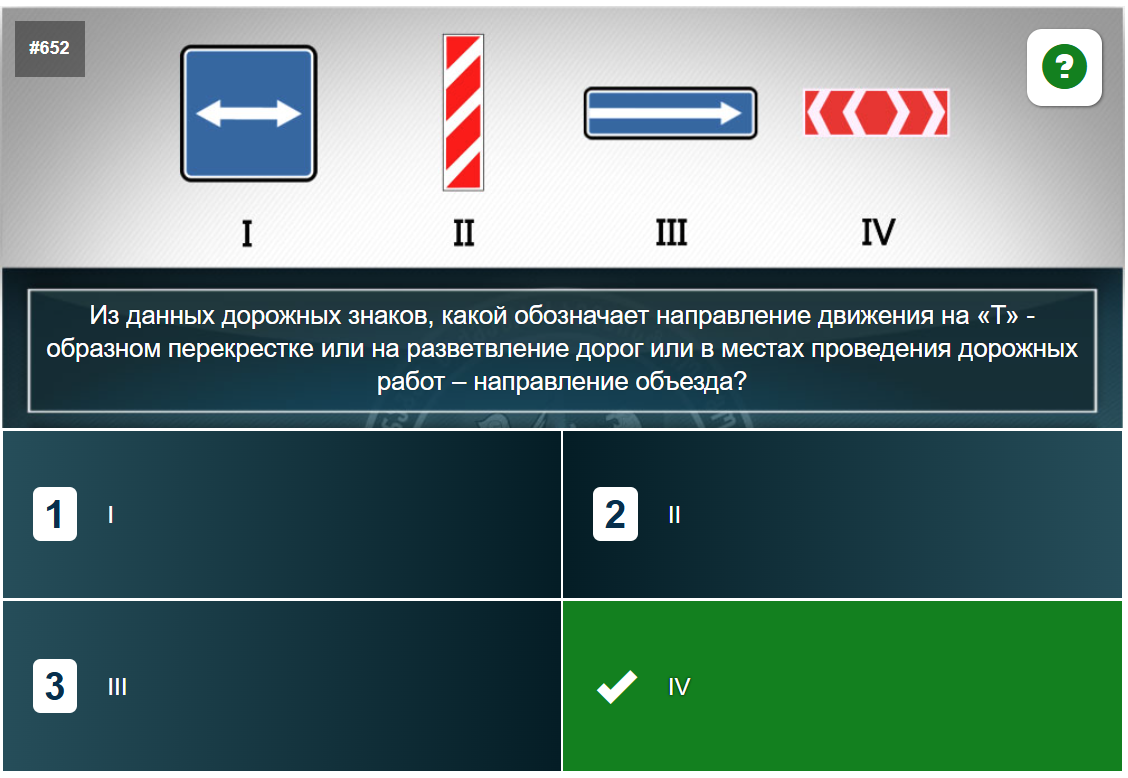 #652
?
I
II
III
IV
Из данных дорожных знаков, какой обозначает направление движения на «Т» -
образном перекрестке или на разветвление дорог или в местах проведения дорожных
работ – направление объезда?
1 I
2 II
3 III
IV